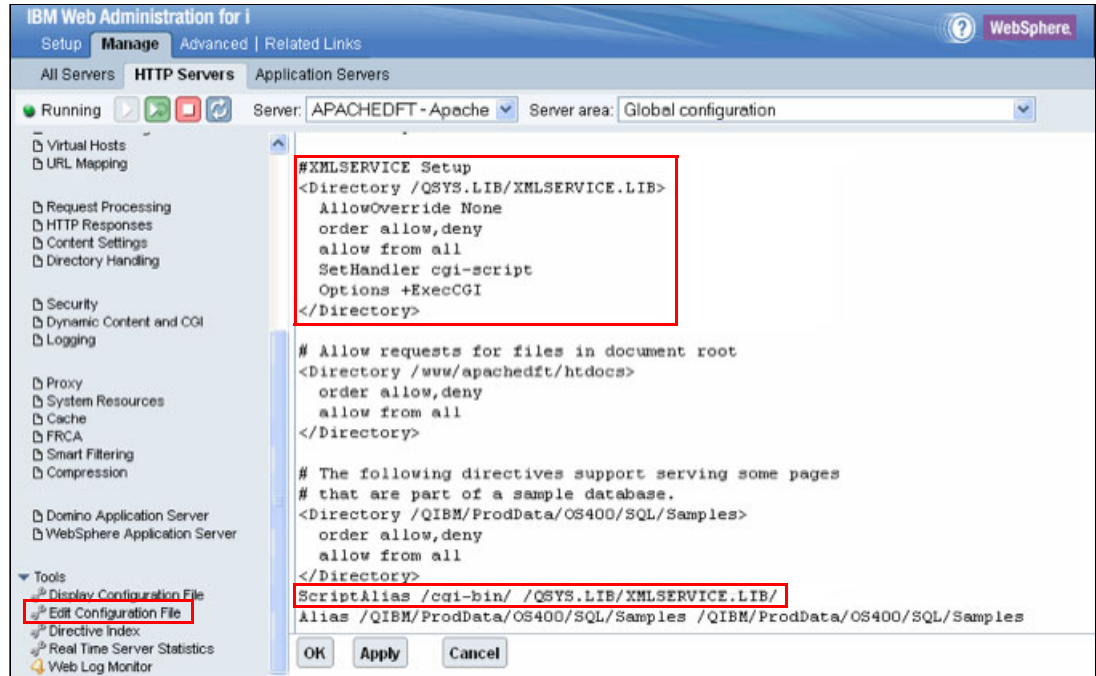 IBM Web Administration for i
WebSphere.
Setup Manage Advanced | Related Links
All Servers HTTP Servers Application Servers
Running Server: APACHEDFT - Apache Server area: Global configuration
Virtual Hosts
URL Mapping
Request Processing
HTTP Responses
Content Settings
Directory Handling
Security
Dynamic Content and CGI
Logging
Proxy
System Resources
Cache
FRCA
Smart Filtering
Compression
Domino Application Server
WebSphere Application Server
Tools
Display Configuration File
Edit Configuration File
Directive Index
Real Time Server Statistics
Web Log Monitor
#XMLSERVICE Setup
<Directory /QSYS.LIB/XMLSERVICE.LIB>
AllowOverride None
order allow,deny
allow from all
SetHandler cgi-script
Options +ExecCGI
</Directory>
# Allow requests for files in document root
<Directory /www/apachedft/htdocs>
order allow,deny
allow from all
</Directory>
# The following directives support serving some pages
# that are part of a sample database.
<Directory /QIBM/ProdData/OS400/SQL/Samples>
order allow,deny
allow from all
</Directory>
ScriptAlias /cgi-bin/ /QSYS.LIB/XMLSERVICE.LIB/
Alias /QIBM/ProdData/OS400/SQL/Samples /QIBM/ProdData/OS400/SQL/Samples
OK Apply Cancel